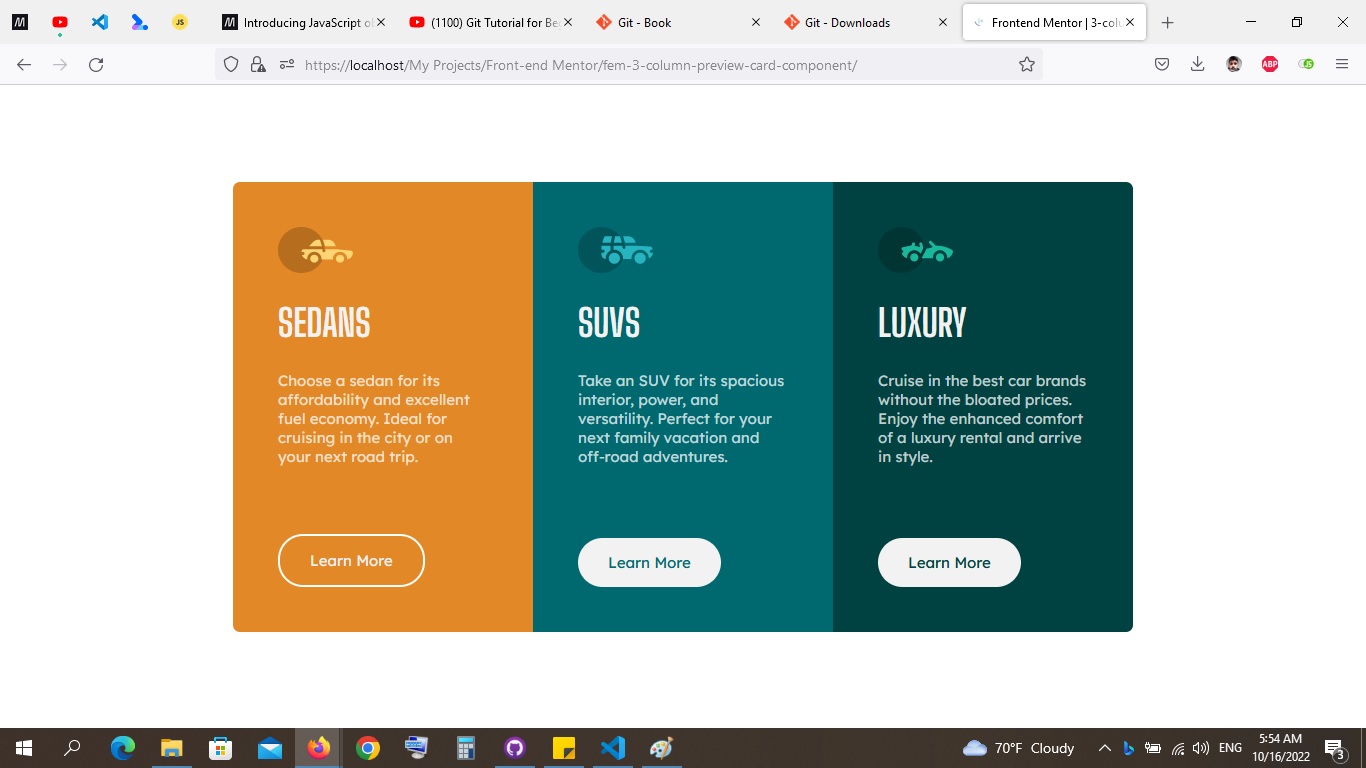 Introducing JavaScript o
(1100) Git Tutorial for Be
Git - Book
Git - Downloads
Frontend Mentor | 3-colu
https://localhost/My Projects/Front-end Mentor/fem-3-column-preview-card-component/
ABP
JS
SEDANS
Choose a sedan for its
affordability and excellent
fuel economy. Ideal for
cruising in the city or on
your next road trip.
Learn More
SUVS
Take an SUV for its spacious
interior, power, and
versatility. Perfect for your
next family vacation and
off-road adventures.
Learn More
LUXURY
Cruise in the best car brands
without the bloated prices.
Enjoy the enhanced comfort
of a luxury rental and arrive
in style.
Learn More
70°F Cloudy
ENG
5:54 AM
10/16/2022
3